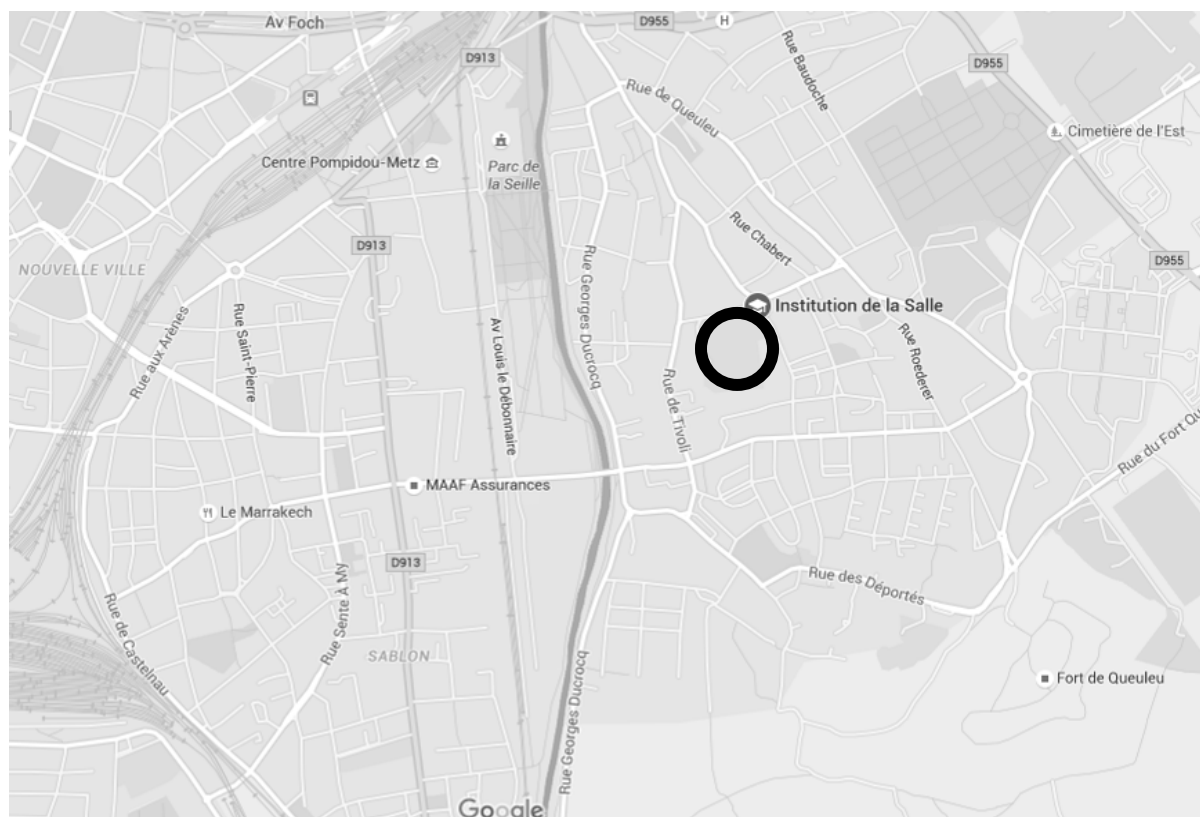 Av Foch
D955
H
D913
Rue Baudoche
D955
Rue de Queuleu
Cimetière de l'Est
Centre Pompidou-Metz
Parc de
la Seille
Rue Chabert
D913
D955
NOUVELLE VILLE
Rue Georges Ducrocq
Institution de la Salle
Rue aux Arènes
Rue Saint-Pierre
Av Louis le Débonnaire
Rue Roederer
Rue de Tivoli
Rue du Fort Qu
MAAF Assurances
Le Marrakech
D913
Rue des Déportés
Rue de Castelnau
Rue Sente À My
SABLON
Fort de Queuleu
Rue Georges Ducrocq
Google